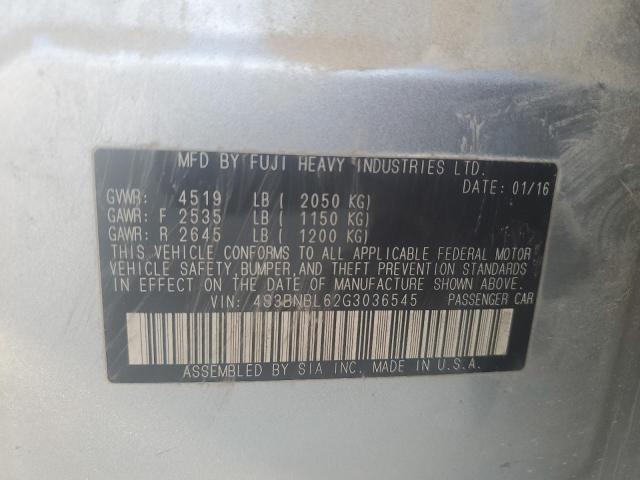 MFD BY FUJI HEAVY INDUSTRIES LTD.
DATE: 01/16
GVWR: 4519 LB ( 2050 KG)
GAWR: F 2535 LB ( 1150 KG)
GAWR: R 2645 LB ( 1200 KG)
THIS VEHICLE CONFORMS TO ALL APPLICABLE FEDERAL MOTOR
VEHICLE SAFETY, BUMPER, AND THEFT PREVENTION STANDARDS
IN EFFECT ON THE DATE OF MANUFACTURE SHOWN ABOVE.
VIN: 4S3BNBL62G3036545 PASSENGER CAR
ASSEMBLED BY SIA INC. MADE IN U.S.A.